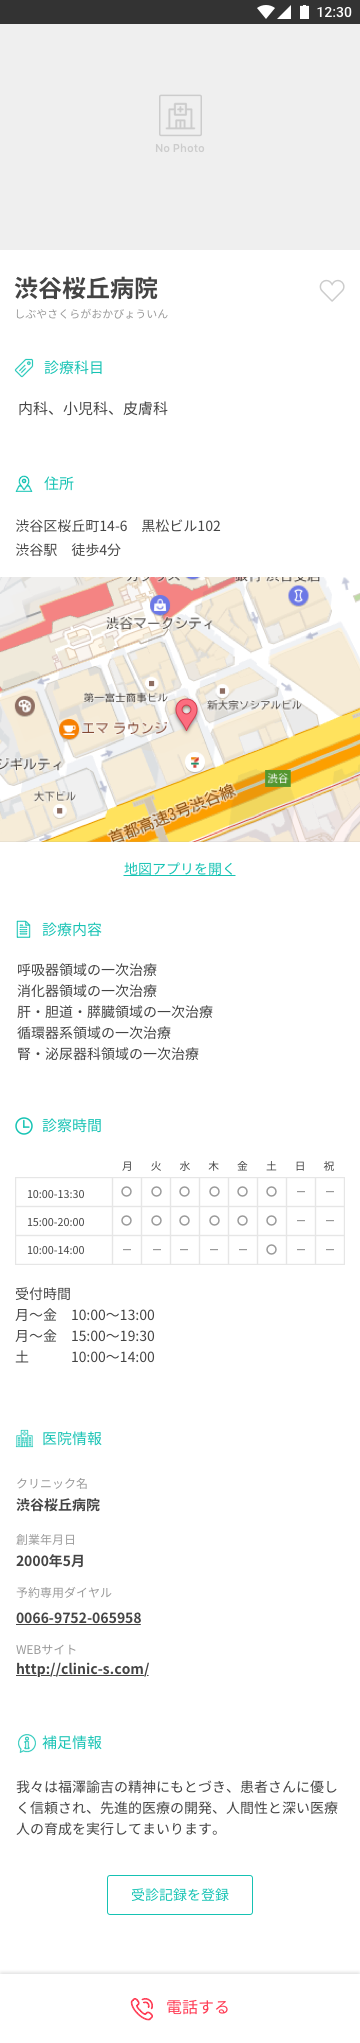 12:30
No Photo
渋谷桜丘病院
しぶやさくらがおかびょういん
診療科目
内科、小児科、皮膚科
住所
渋谷区桜丘町14-6　黒松ビル102
渋谷駅　徒歩4分
渋谷マークシティ
第一富士商事ビル
新大宗ソシアルビル
エマ ラウンジ
ジギルティ
渋谷
大下ビル
首都高速3号渋谷線
地図アプリを開く
診療内容
呼吸器領域の一次治療
消化器領域の一次治療
肝・胆道・膵臓領域の一次治療
循環器系領域の一次治療
腎・泌尿器科領域の一次治療
診察時間
月 火 水 木 金 土 日 祝
10:00-13:30 ○ ○ ○ ○ ○ ○ － －
15:00-20:00 ○ ○ ○ ○ ○ ○ － －
10:00-14:00 － － － － － ○ － －
受付時間
月〜金　10:00〜13:00
月〜金　15:00〜19:30
土　　　10:00〜14:00
医院情報
クリニック名
渋谷桜丘病院
創業年月日
2000年5月
予約専用ダイヤル
0066-9752-065958
WEBサイト
http://clinic-s.com/
補足情報
我々は福澤諭吉の精神にもとづき、患者さんに優し
く信頼され、先進的医療の開発、人間性と深い医療
人の育成を実行してまいります。
受診記録を登録
電話する